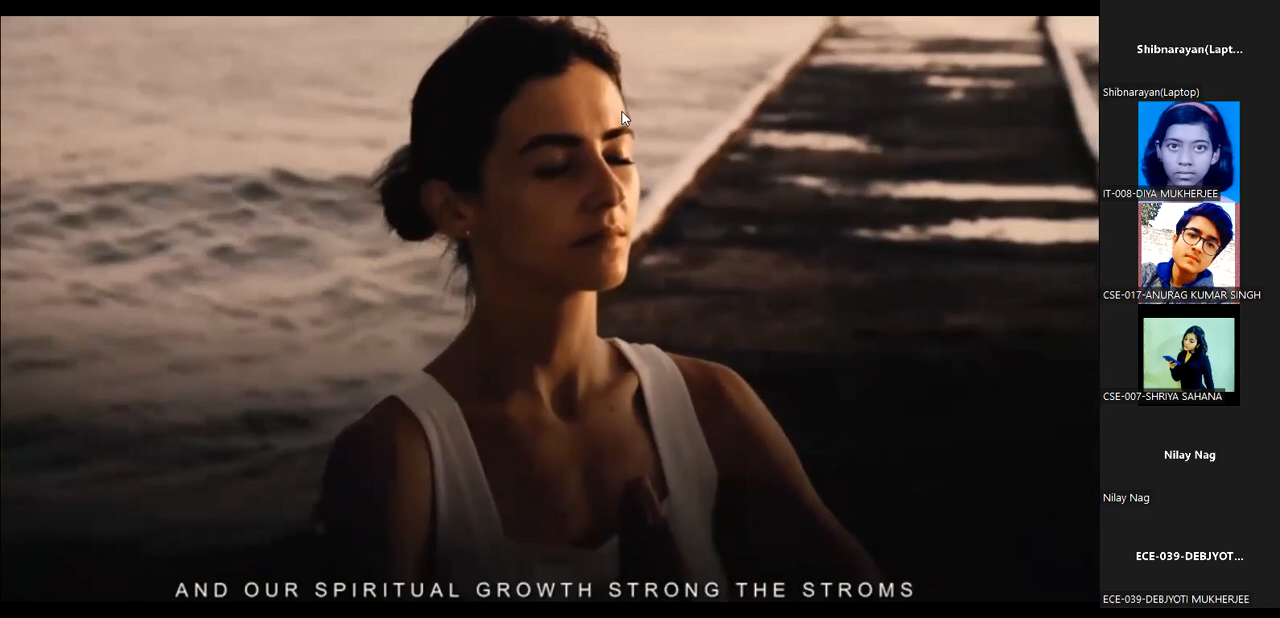 AND OUR SPIRITUAL GROWTH STRONG THE STROMS
Shibnarayan(Lapt...
Shibnarayan(Laptop)
IT-008-DIYA MUKHERJEE
CSE-017-ANURAG KUMAR SINGH
CSE-007-SHRIYA SAHANA
Nilay Nag
Nilay Nag
ECE-039-DEBJYOT...
ECE-039-DEBJYOTI MUKHERJEE